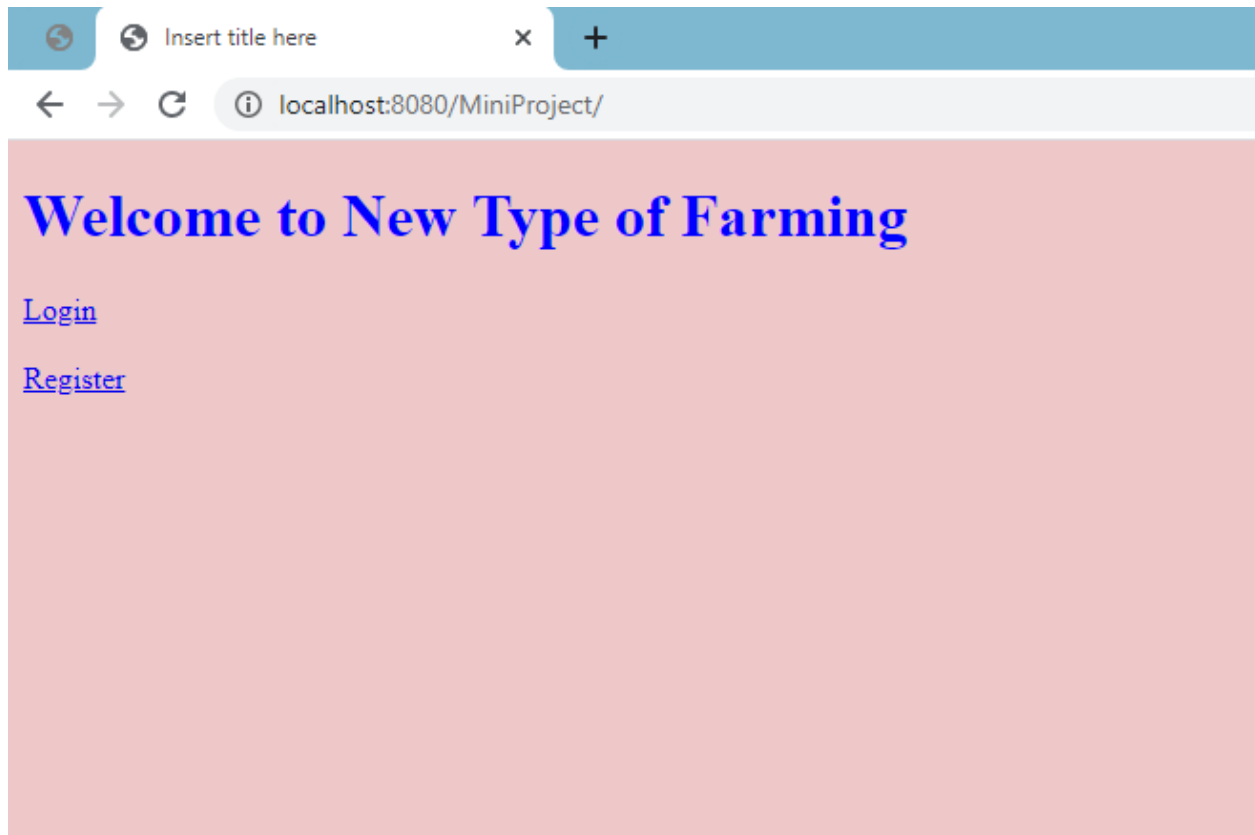 Insert title here
localhost:8080/MiniProject/
Welcome to New Type of Farming
Login
Register